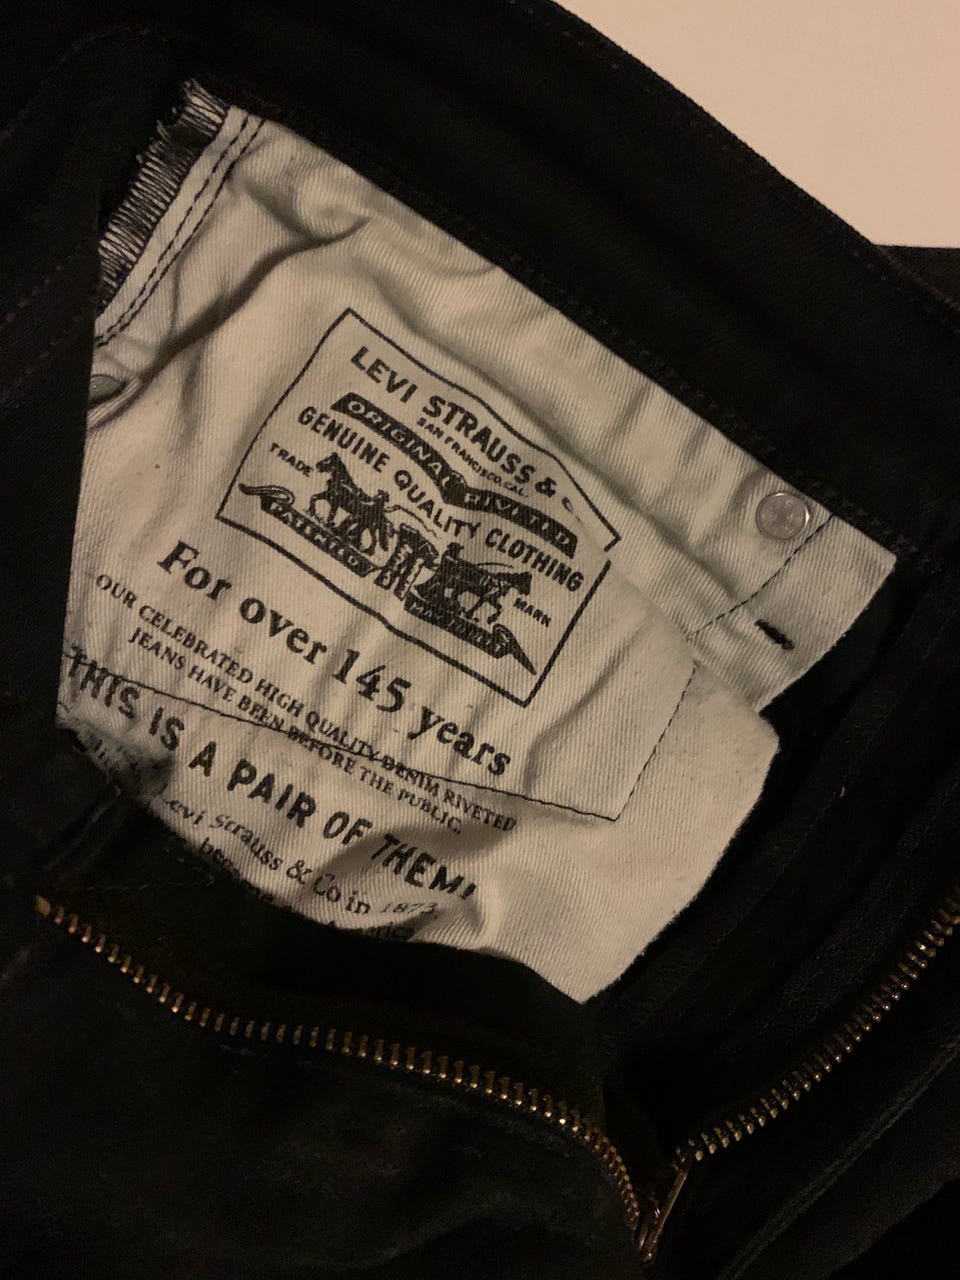 LEVI STRAUSS &
SAN FRANCISCO, CAL.
ORIGINAL RIVETED
GENUINE QUALITY CLOTHING
TRADE MARK
For over 145 years
OUR CELEBRATED HIGH QUALITY DENIM RIVETED
JEANS HAVE BEEN BEFORE THE PUBLIC.
THIS IS A PAIR OF THEM!
Levi Strauss & Co in 1873,